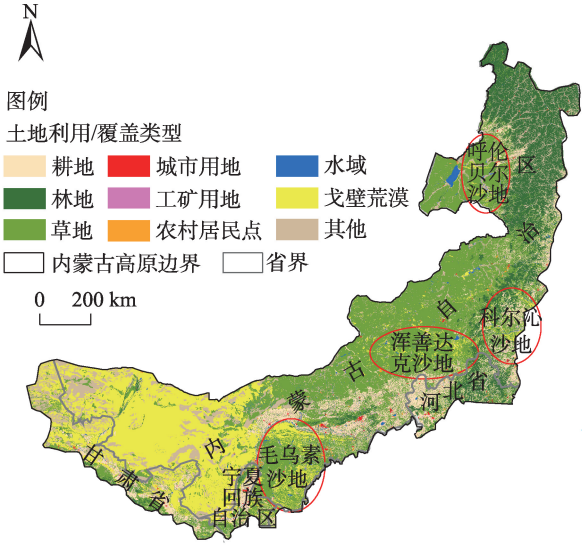 N
图例
土地利用/覆盖类型
耕地 城市用地 水域
林地 工矿用地 戈壁荒漠
草地 农村居民点 其他
内蒙古高原边界 省界
0 200 km
呼伦
贝尔
沙地
科尔沁
沙地
浑善达
克沙地
毛乌素
沙地
内蒙古自治区
河北省
甘肃省
宁夏
回族
自治区